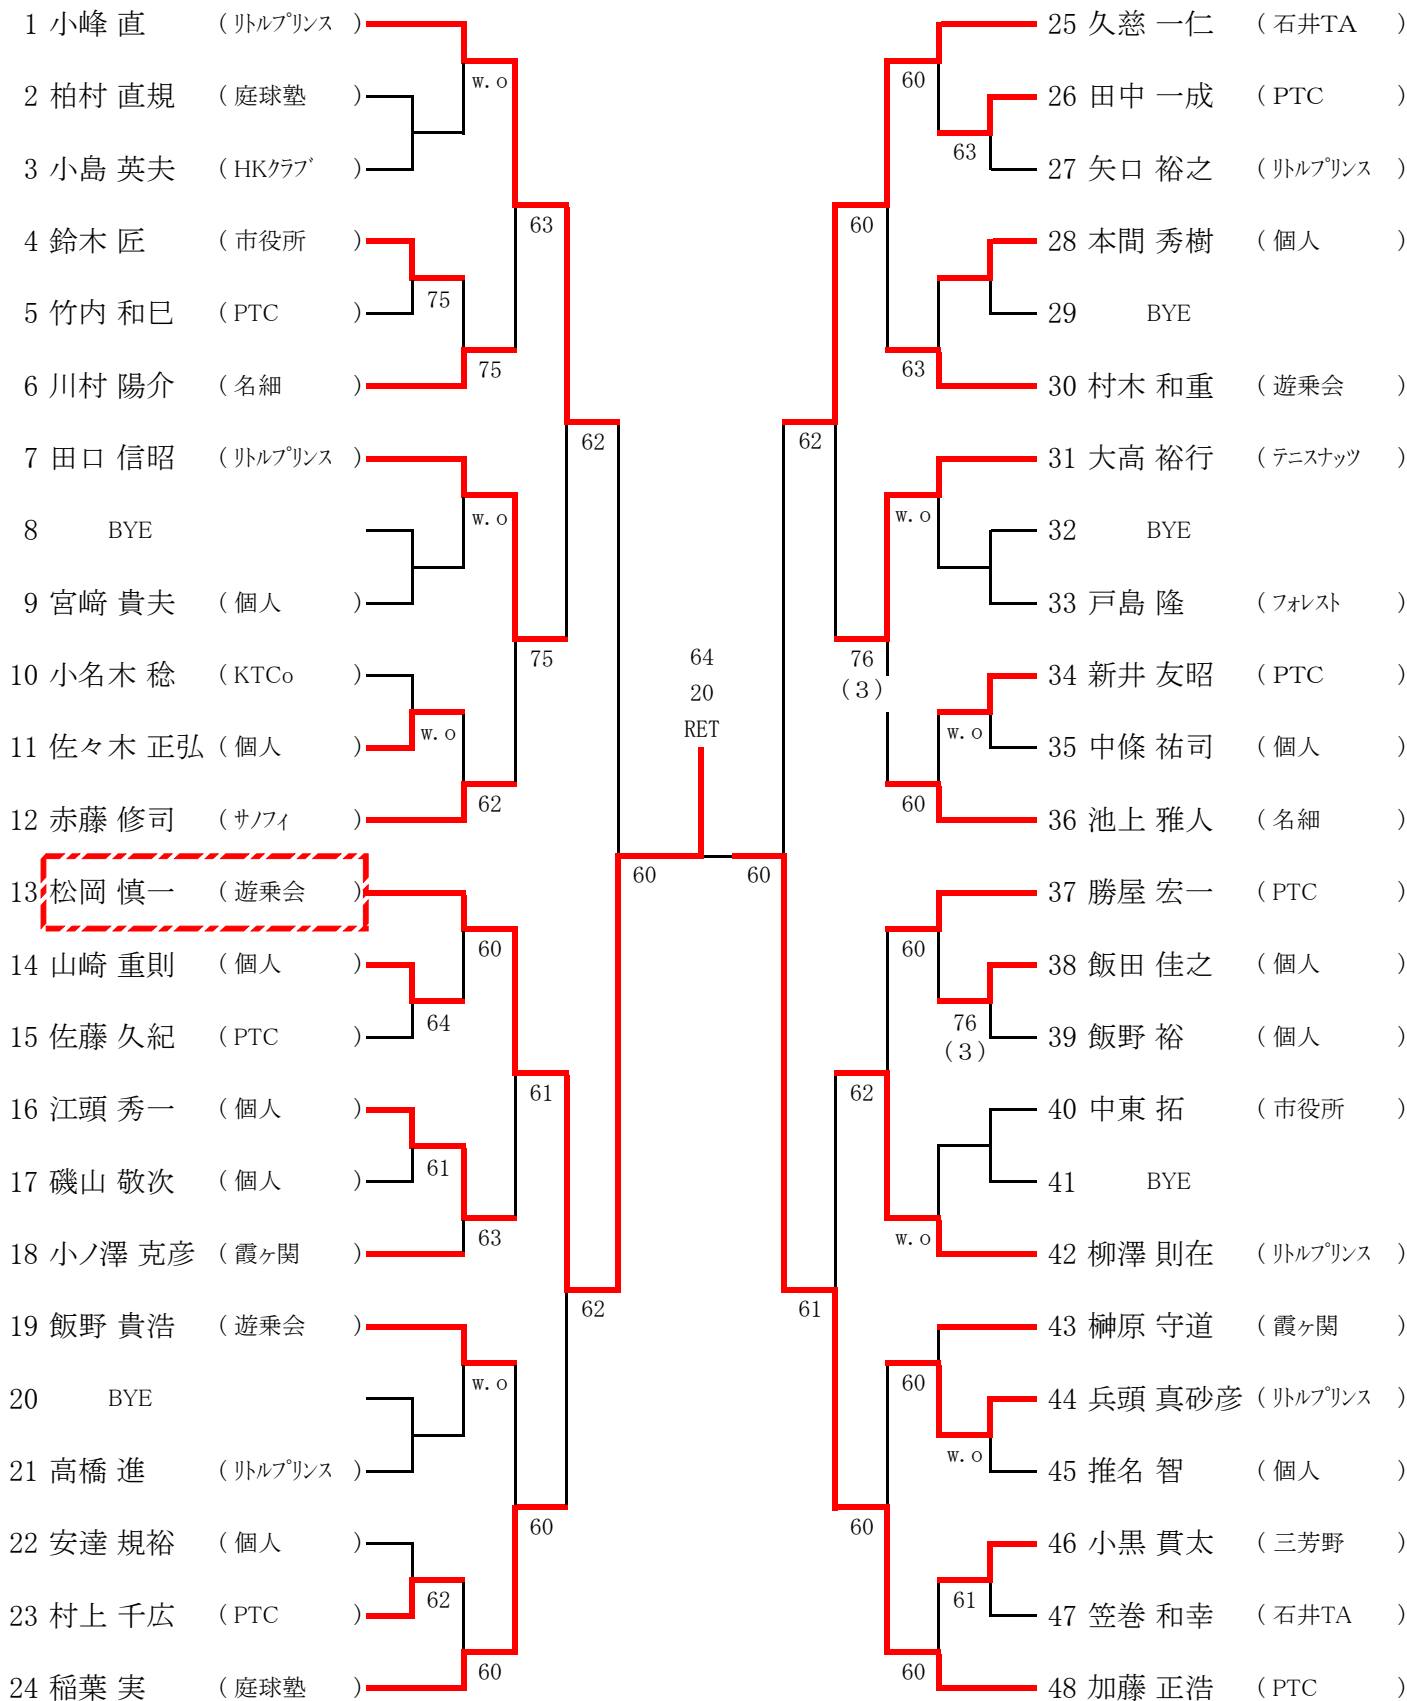 1 小峰 直 (ﾘﾄﾙﾌﾟﾘﾝｽ )
2 柏村 直規 (庭球塾 )
w.o
3 小島 英夫 (HKｸﾗﾌﾞ )
63
4 鈴木 匠 (市役所 )
75
5 竹内 和巳 (PTC )
75
6 川村 陽介 (名細 )
62
7 田口 信昭 (ﾘﾄﾙﾌﾟﾘﾝｽ )
w.o
8 BYE
9 宮﨑 貴夫 (個人 )
75
10 小名木 稔 (KTCo )
w.o
11 佐々木 正弘 (個人 )
62
12 赤藤 修司 (ｻﾉﾌｨ )
60
13 松岡 慎一 (遊乗会 )
60
14 山崎 重則 (個人 )
64
15 佐藤 久紀 (PTC )
61
16 江頭 秀一 (個人 )
61
17 磯山 敬次 (個人 )
63
18 小ノ澤 克彦 (霞ヶ関 )
62
19 飯野 貴浩 (遊乗会 )
w.o
20 BYE
21 高橋 進 (ﾘﾄﾙﾌﾟﾘﾝｽ )
60
22 安達 規裕 (個人 )
62
23 村上 千広 (PTC )
60
24 稲葉 実 (庭球塾 )
64
20
RET
25 久慈 一仁 (石井TA )
60
26 田中 一成 (PTC )
63
27 矢口 裕之 (ﾘﾄﾙﾌﾟﾘﾝｽ )
60
28 本間 秀樹 (個人 )
29 BYE
63
30 村木 和重 (遊乗会 )
62
31 大高 裕行 (ﾃﾆｽﾅｯﾂ )
w.o
32 BYE
33 戸島 隆 (ﾌｫﾚｽﾄ )
76
(3)
34 新井 友昭 (PTC )
w.o
35 中條 祐司 (個人 )
60
36 池上 雅人 (名細 )
60
37 勝屋 宏一 (PTC )
60
38 飯田 佳之 (個人 )
76
(3)
39 飯野 裕 (個人 )
62
40 中東 拓 (市役所 )
41 BYE
w.o
42 柳澤 則在 (ﾘﾄﾙﾌﾟﾘﾝｽ )
61
43 榊原 守道 (霞ヶ関 )
60
44 兵頭 真砂彦 (ﾘﾄﾙﾌﾟﾘﾝｽ )
w.o
45 推名 智 (個人 )
60
46 小黒 貫太 (三芳野 )
61
47 笠巻 和幸 (石井TA )
60
48 加藤 正浩 (PTC )